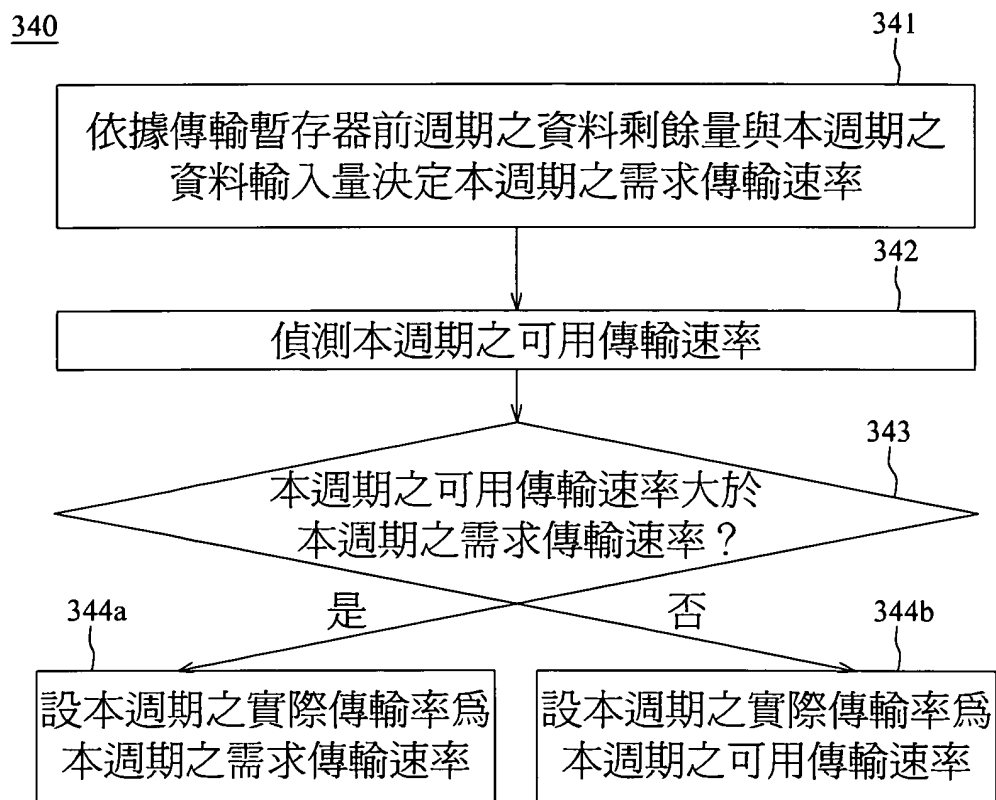 340
341
依據傳輸暫存器前週期之資料剩餘量與本週期之
資料輸入量決定本週期之需求傳輸速率
342
偵測本週期之可用傳輸速率
343
本週期之可用傳輸速率大於
本週期之需求傳輸速率？
是
否
344a
344b
設本週期之實際傳輸率爲
本週期之需求傳輸速率
設本週期之實際傳輸率爲
本週期之可用傳輸速率